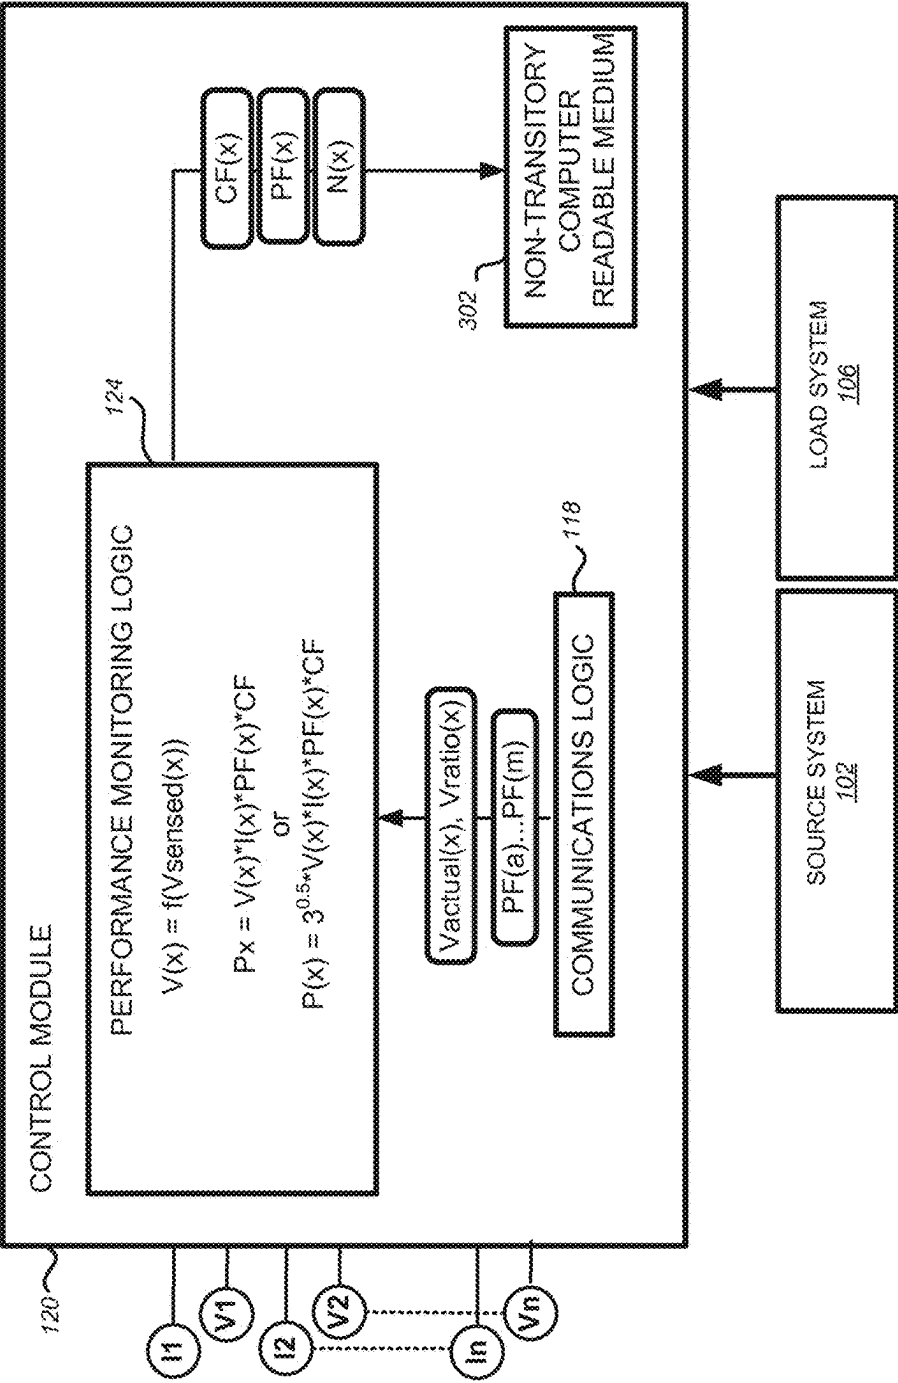 CONTROL MODULE
120
PERFORMANCE MONITORING LOGIC
124
V(x) = f(Vsensed(x))
Px = V(x)*I(x)*PF(x)*CF
or
P(x) = 3^0.5*V(x)*I(x)*PF(x)*CF
CF(x)
PF(x)
N(x)
Vactual(x), Vratio(x)
PF(a)...PF(m)
COMMUNICATIONS LOGIC
118
302
NON-TRANSITORY
COMPUTER
READABLE MEDIUM
I1
V1
I2
V2
In
Vn
SOURCE SYSTEM
102
LOAD SYSTEM
106